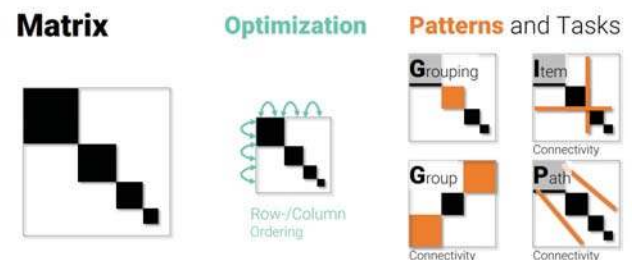 Matrix
Optimization
Patterns and Tasks
Row-/Column
Ordering
Grouping
Item
Connectivity
Group
Connectivity
Path
Connectivity